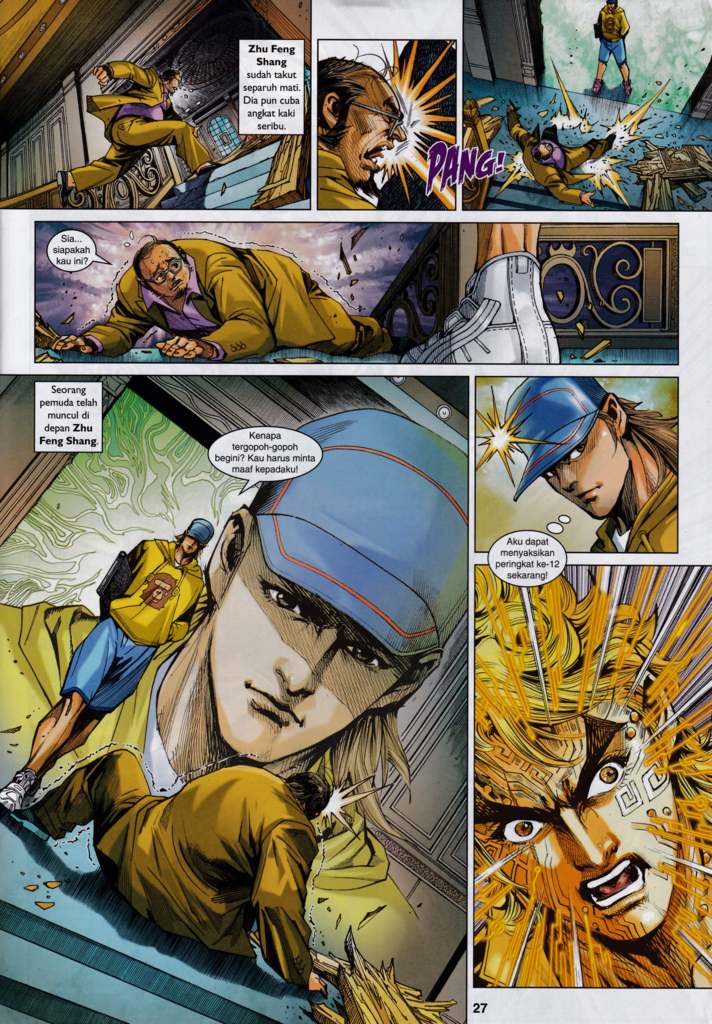 Zhu Feng
Shang
sudah takut
separuh mati.
Dia pun cuba
angkat kaki
seribu.
PANG!
Sia...
siapakah
kau ini?
Seorang
pemuda telah
muncul di
depan Zhu
Feng Shang.
Kenapa
tergopoh-gopoh
begini? Kau harus minta
maaf kepadaku!
Aku dapat
menyaksikan
peringkat ke-12
sekarang!
27